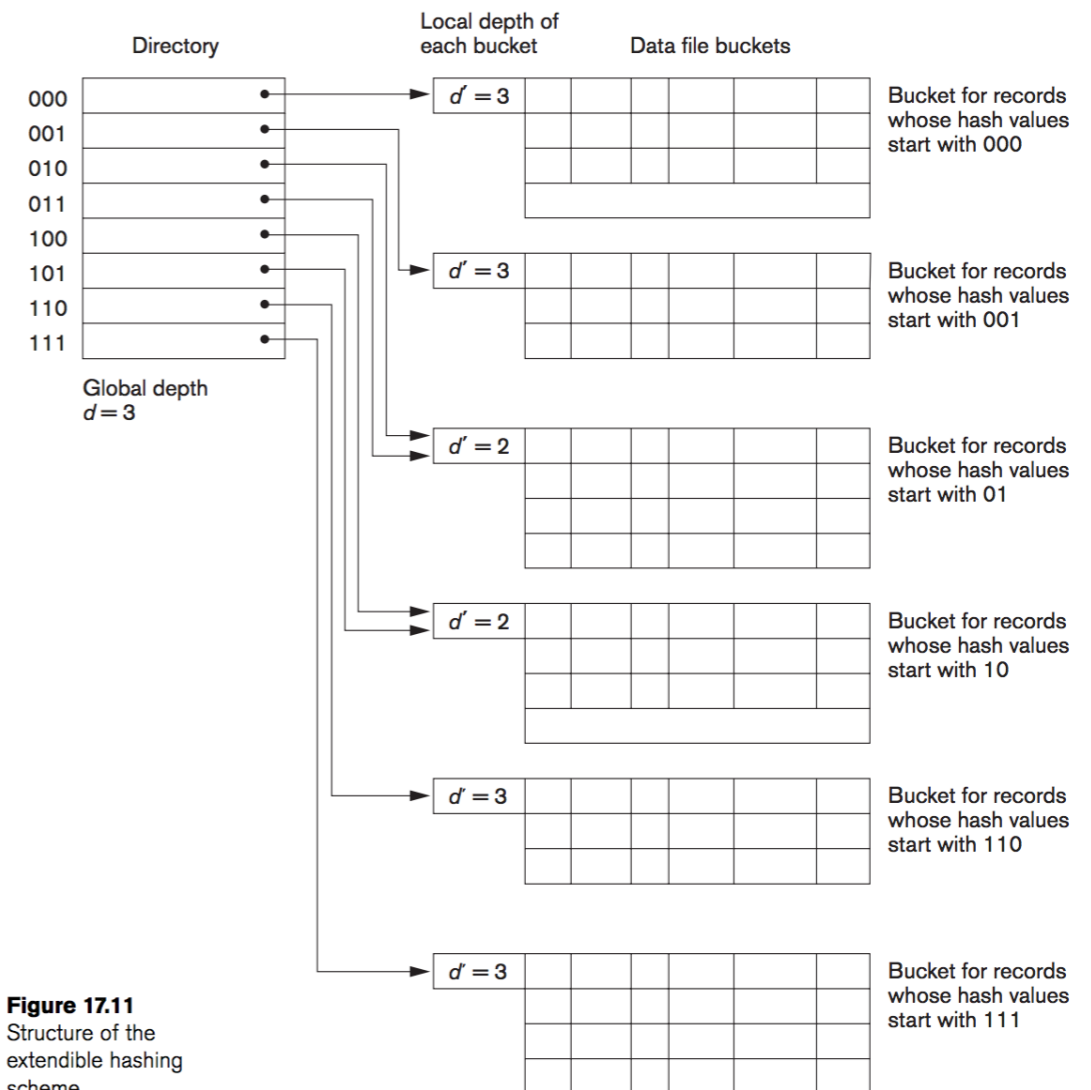 Directory
Local depth of
each bucket
Data file buckets
000
001
010
011
100
101
110
111
Global depth
d = 3
d′ = 3
Bucket for records
whose hash values
start with 000
d′ = 3
Bucket for records
whose hash values
start with 001
d′ = 2
Bucket for records
whose hash values
start with 01
d′ = 2
Bucket for records
whose hash values
start with 10
d′ = 3
Bucket for records
whose hash values
start with 110
d′ = 3
Bucket for records
whose hash values
start with 111
Figure 17.11
Structure of the
extendible hashing
scheme